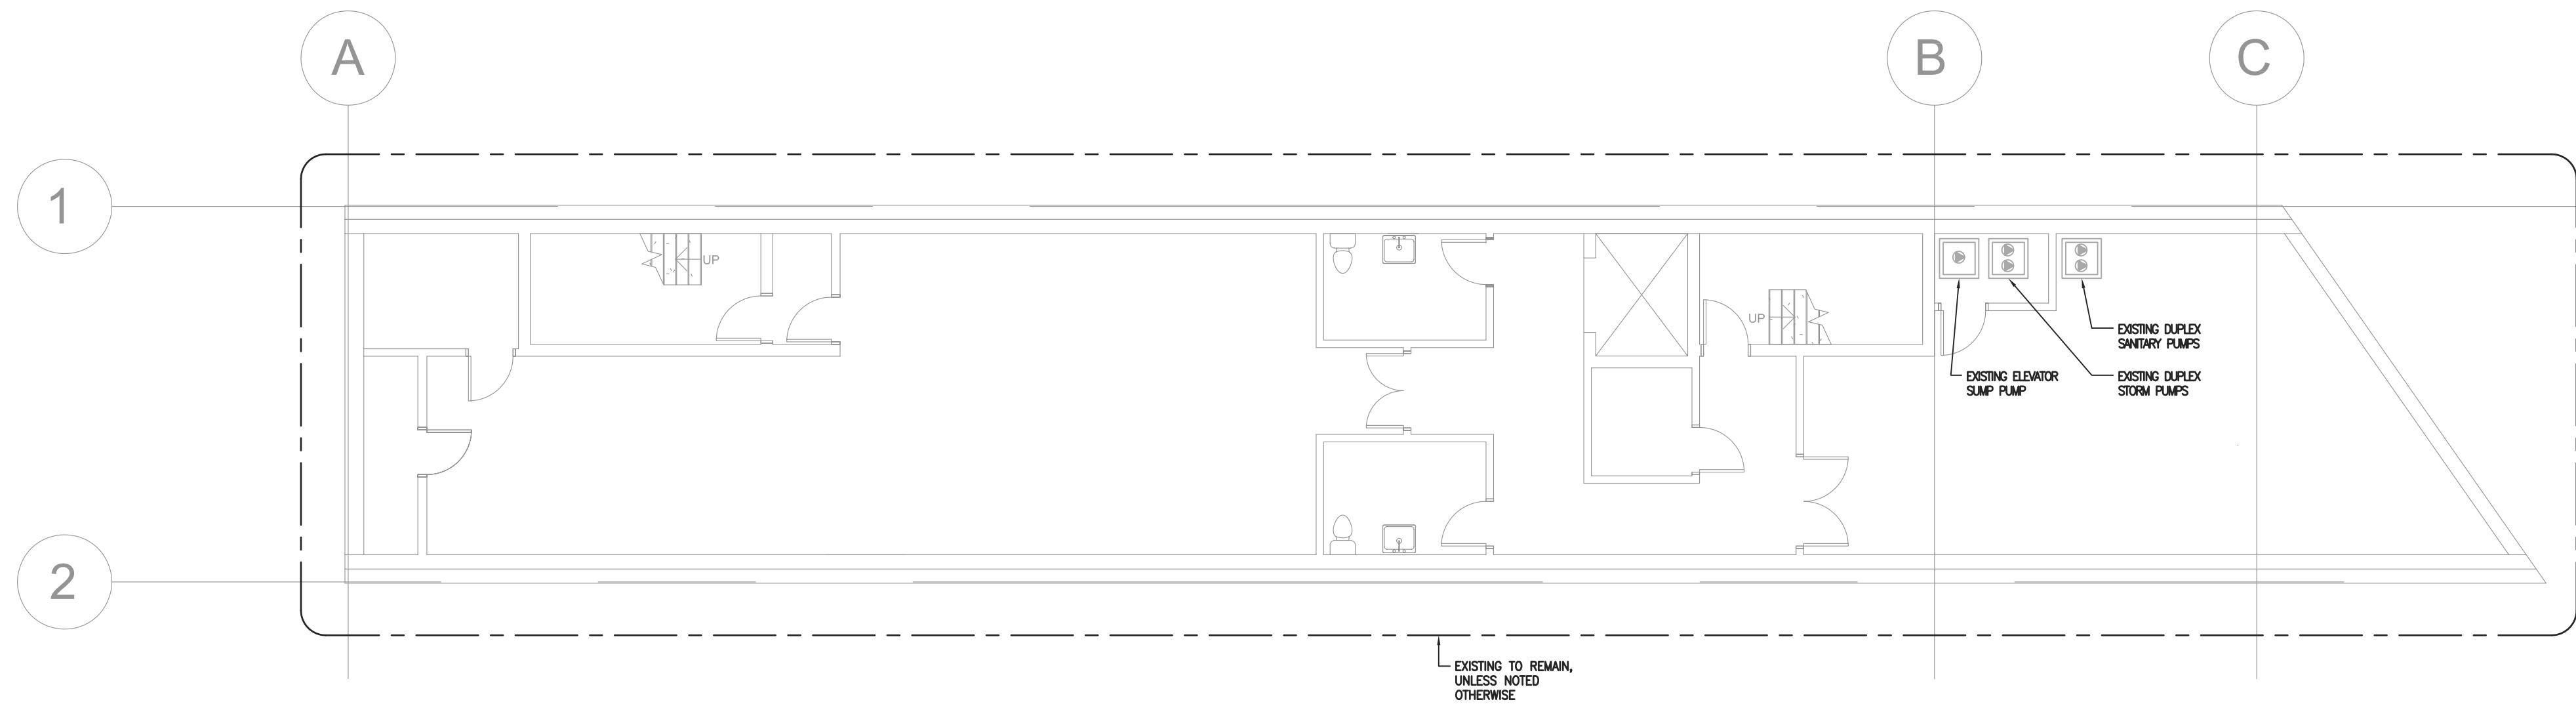 A
B
C
1
UP
UP
EXISTING DUPLEX
SANITARY PUMPS
EXISTING ELEVATOR
SUMP PUMP
EXISTING DUPLEX
STORM PUMPS
2
EXISTING TO REMAIN,
UNLESS NOTED
OTHERWISE